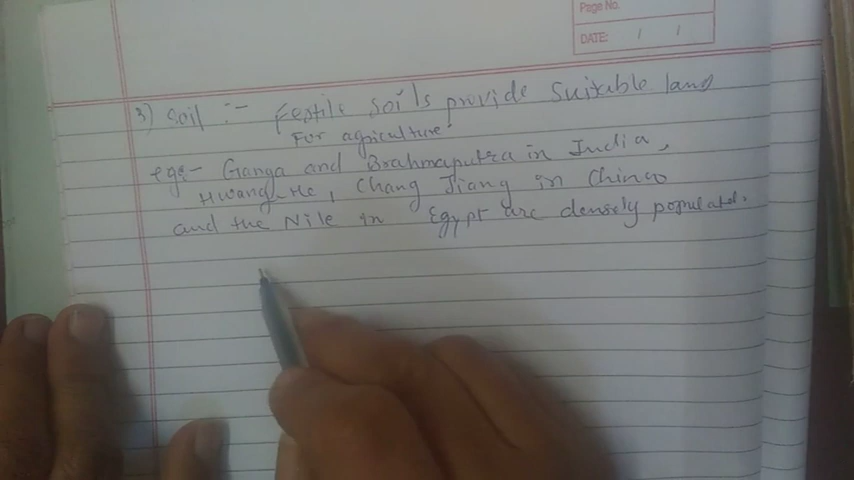 Page No.
DATE: / /
3) Soil :- Fertile soils provide suitable land
For agriculture.
eg:- Ganga and Brahmaputra in India,
Hwang-He, Chang Jiang in China
and the Nile in Egypt are densely populated.